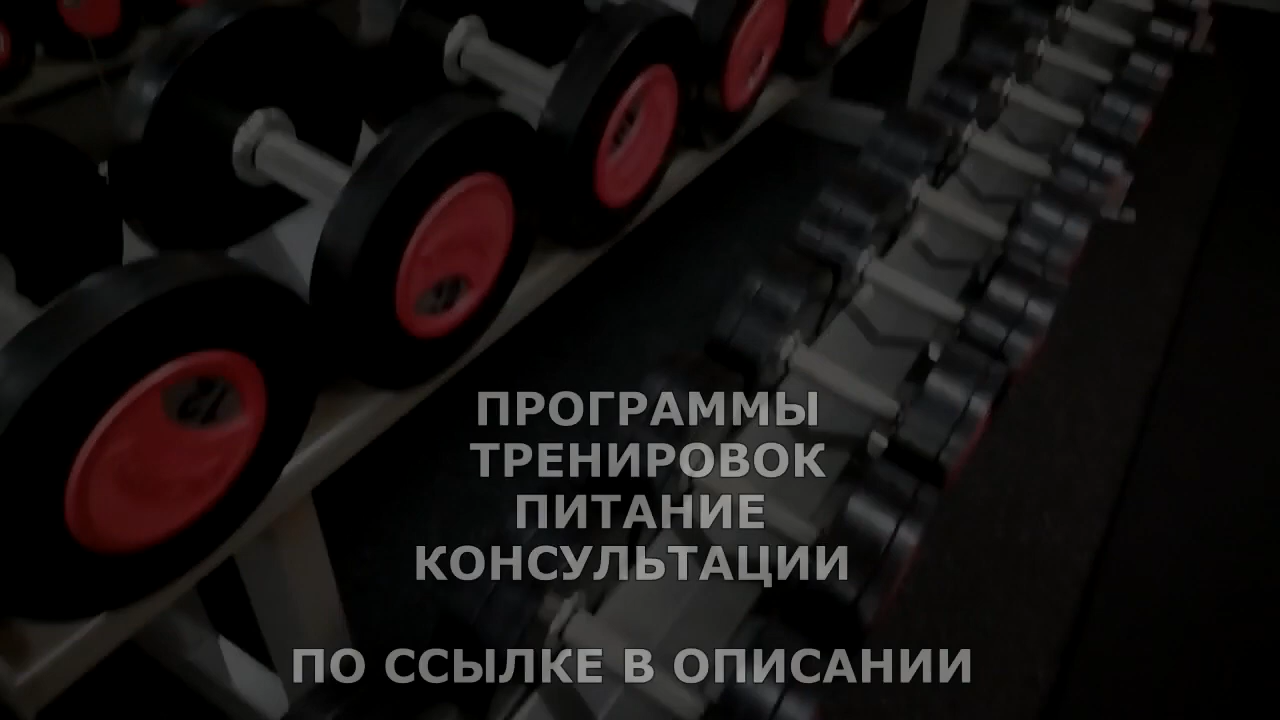 ПРОГРАММЫ
ТРЕНИРОВОК
ПИТАНИЕ
КОНСУЛЬТАЦИИ
ПО ССЫЛКЕ В ОПИСАНИИ